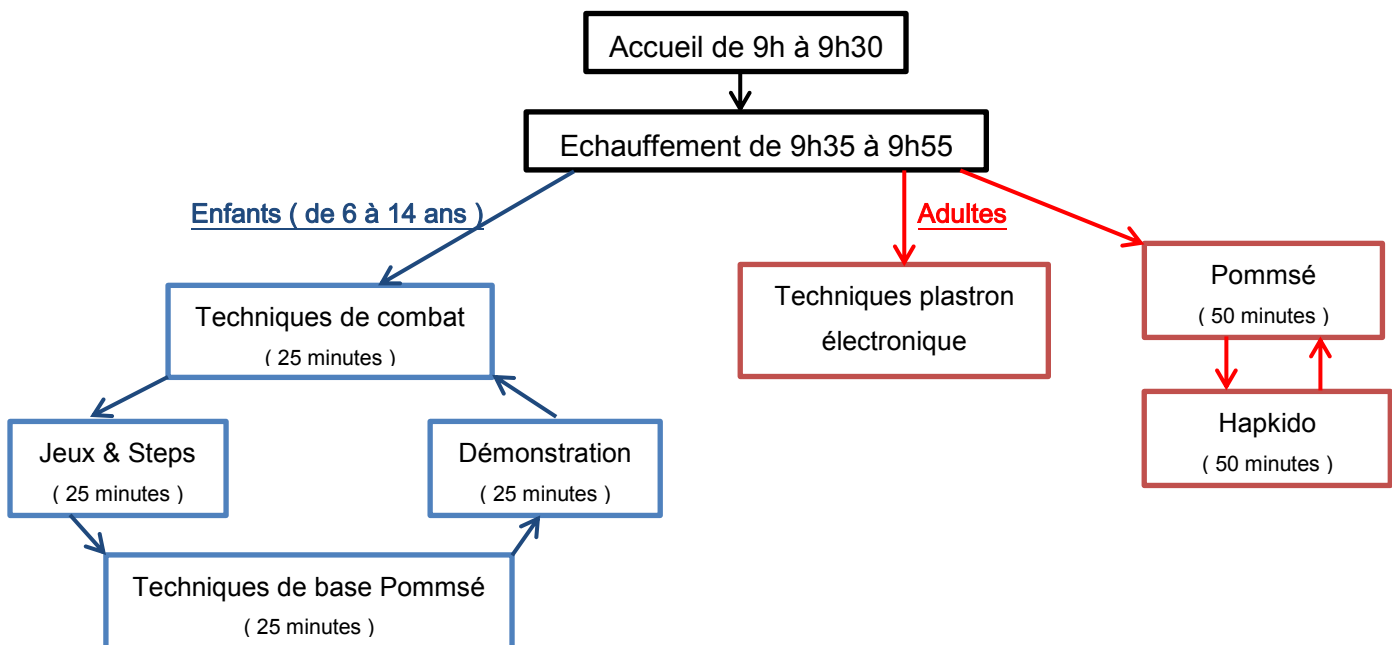 Accueil de 9h à 9h30
Echauffement de 9h35 à 9h55
Enfants ( de 6 à 14 ans )
Adultes
Techniques de combat
( 25 minutes )
Techniques plastron
électronique
Pommsé
( 50 minutes )
Jeux & Steps
( 25 minutes )
Démonstration
( 25 minutes )
Hapkido
( 50 minutes )
Techniques de base Pommsé
( 25 minutes )